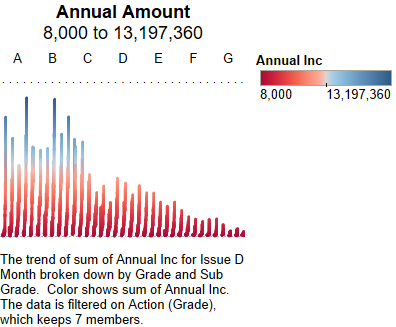 Annual Amount
8,000 to 13,197,360
A B C D E F G
Annual Inc
8,000 13,197,360
The trend of sum of Annual Inc for Issue D
Month broken down by Grade and Sub
Grade. Color shows sum of Annual Inc.
The data is filtered on Action (Grade),
which keeps 7 members.